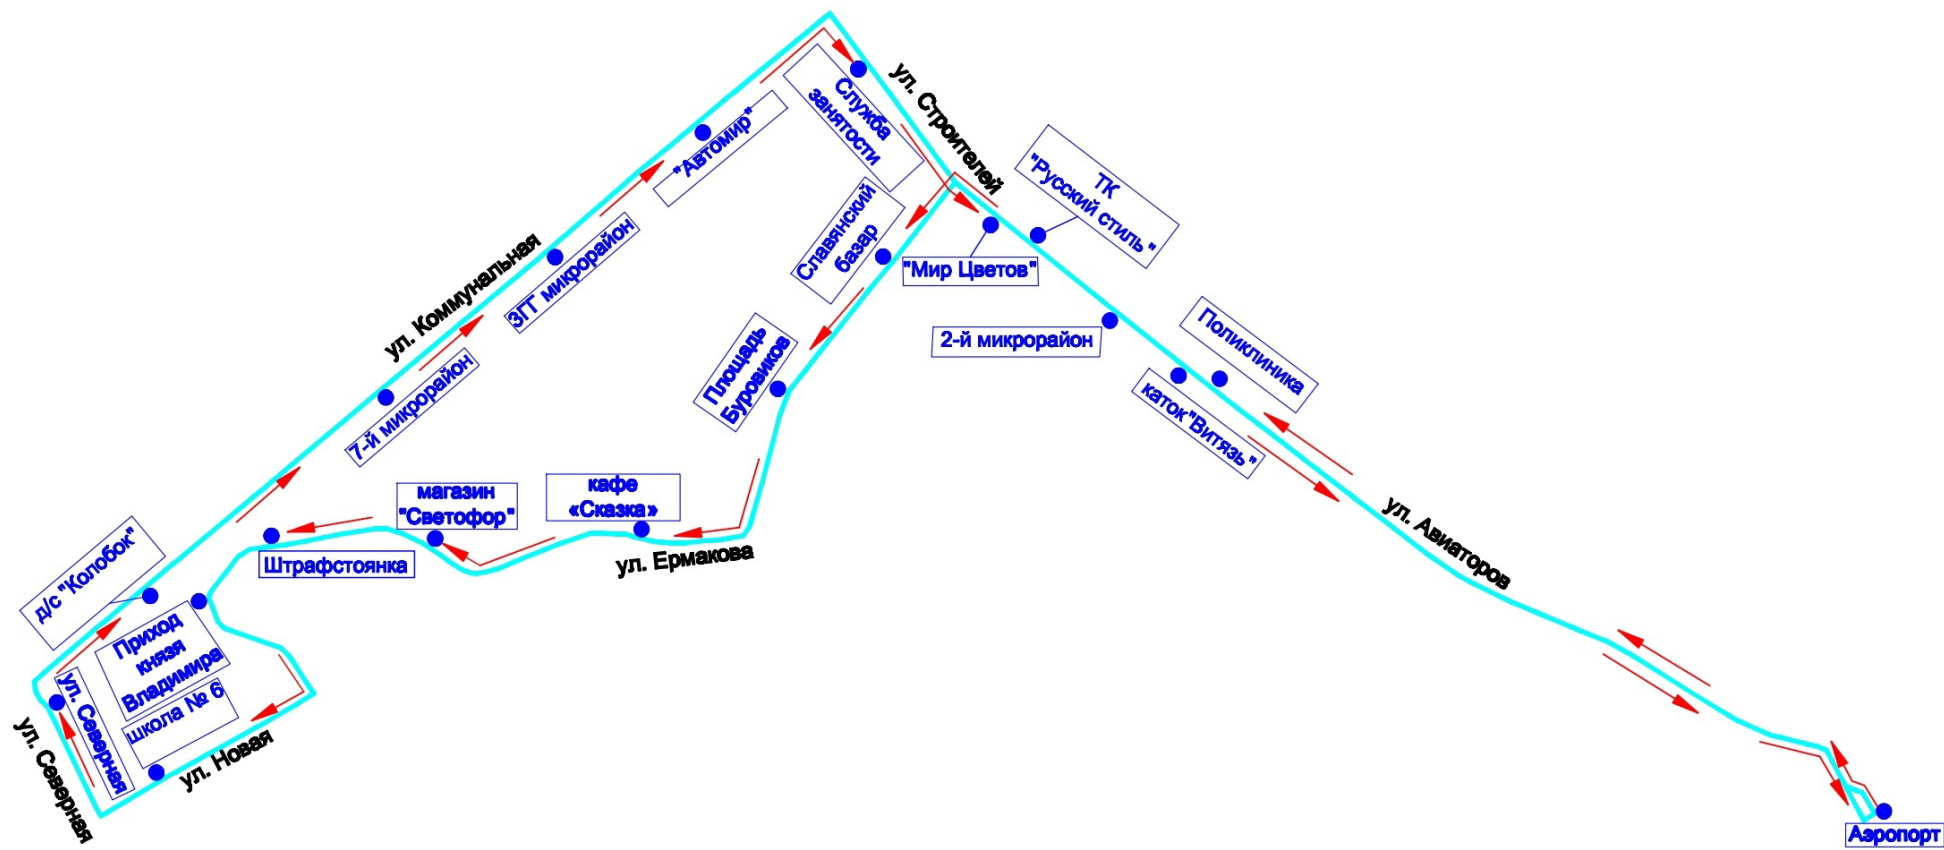 ул. Строителей
Служба
занятости
"Автомир"
ТК
"Русский стиль "
Славянский
базар
"Мир Цветов"
ул. Коммунальная
3ГГ микрорайон
2-й микрорайон
Поликлиника
Площадь
Буровиков
7-й микрорайон
каток"Витязь "
кафе
«Сказка»
магазин
"Светофор"
ул. Авиаторов
ул. Ермакова
Штрафстоянка
д/с "Колобок"
Приход
князя
Владимира
школа № 6
ул. Северная
ул. Северная
ул. Новая
Аэропорт